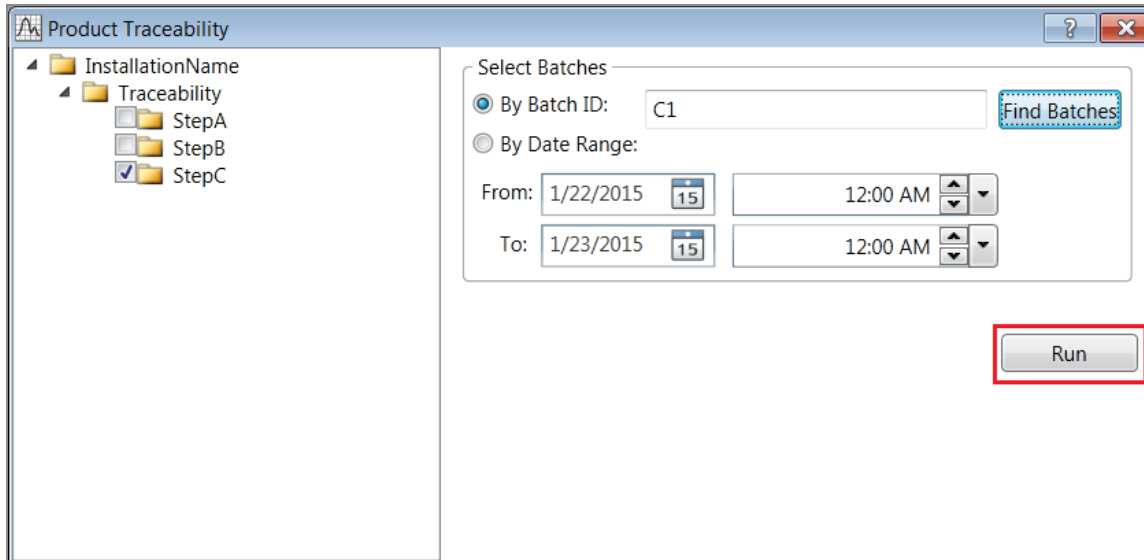 Product Traceability
?
InstallationName
Traceability
StepA
StepB
StepC
Select Batches
By Batch ID: C1 Find Batches
By Date Range:
From: 1/22/2015 15 12:00 AM
To: 1/23/2015 15 12:00 AM
Run